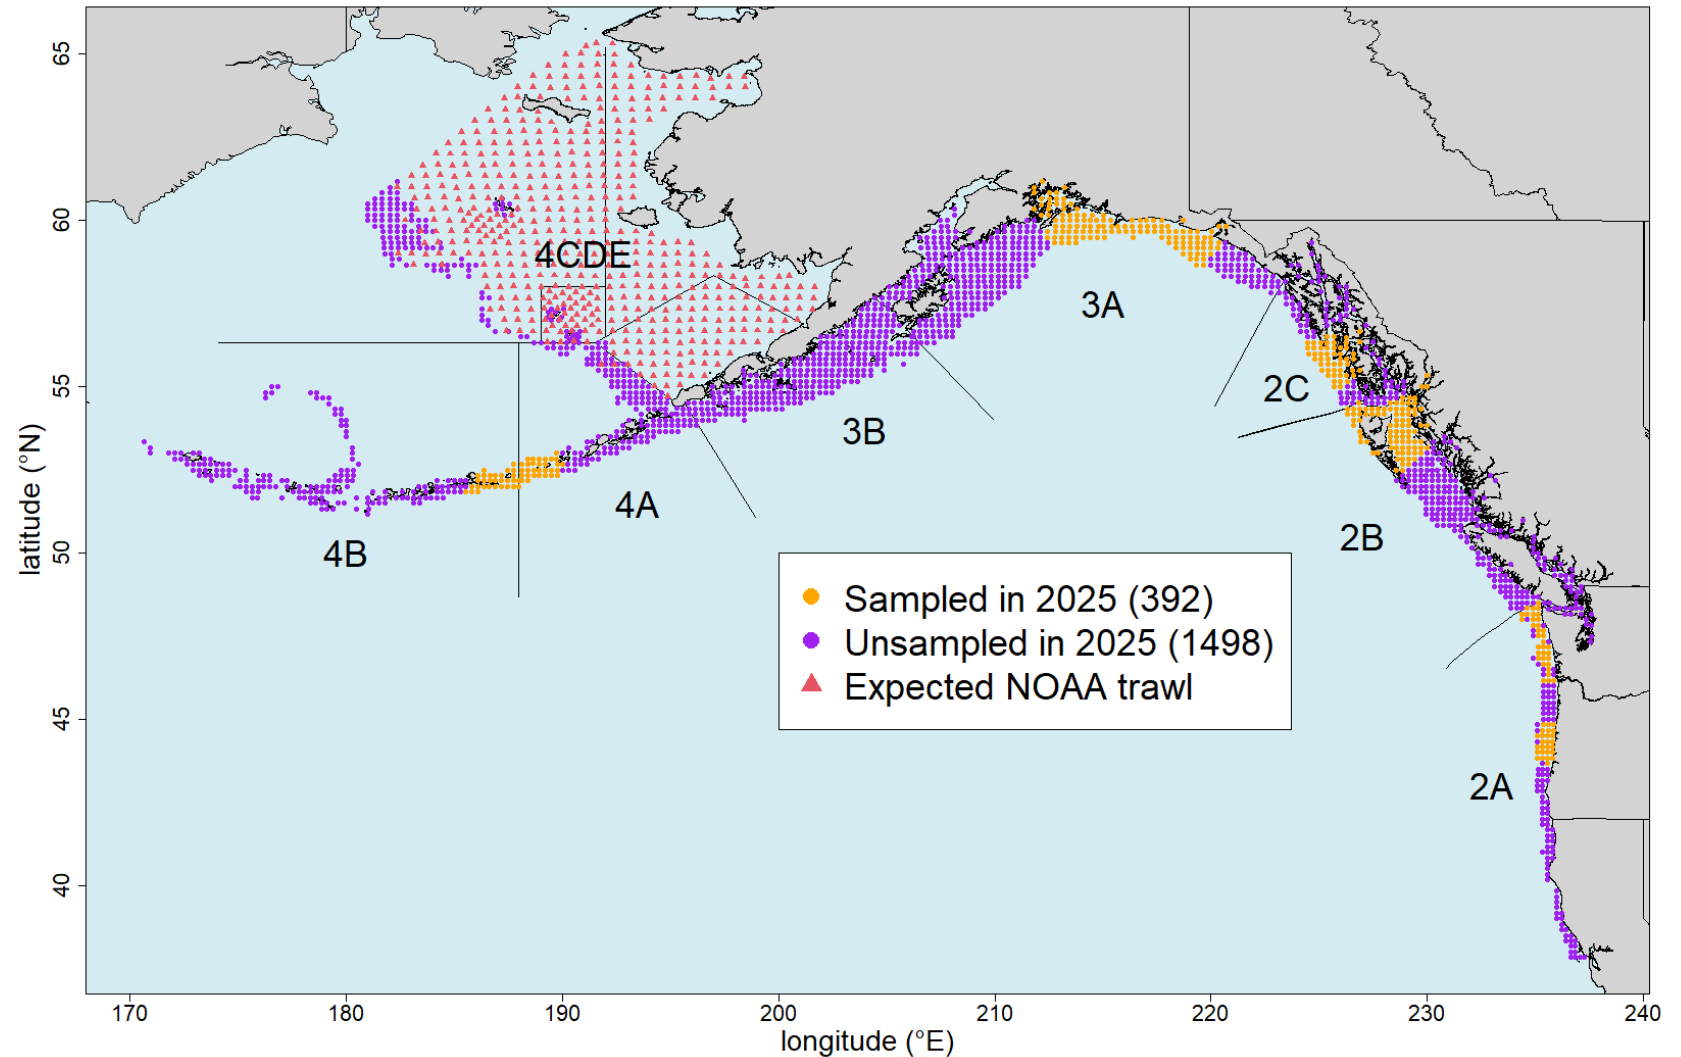 65
60
55
50
45
40
latitude (°N)
4CDE
3A
2C
3B
4A
2B
4B
Sampled in 2025 (392)
Unsampled in 2025 (1498)
Expected NOAA trawl
2A
170
180
190
200
210
220
230
240
longitude (°E)